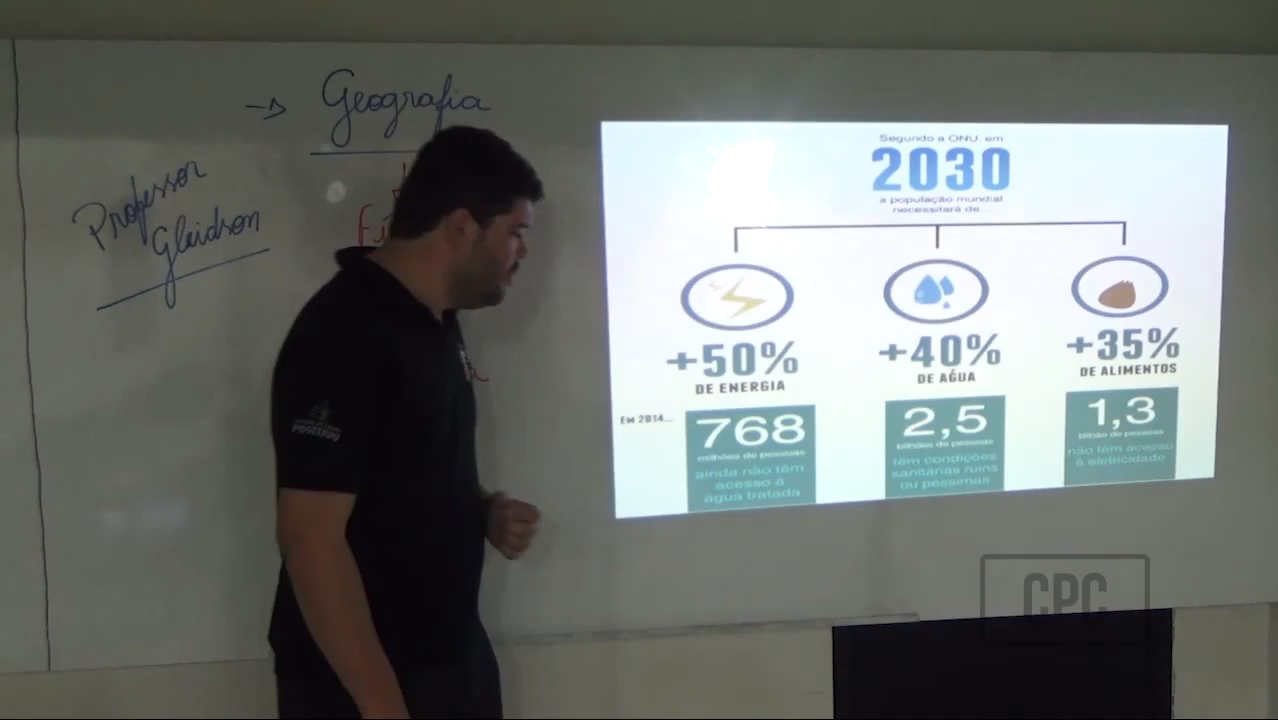 → Geografia
Professor
Gleidson
Segundo a ONU, em
2030
a população mundial
necessitará de...
+50%
DE ENERGIA
+40%
DE AGUA
+35%
DE ALIMENTOS
EM 2014...
768
milhões de pessoas
ainda não têm
acesso à
água tratada
2,5
bilhões de pessoas
têm condições
sanitárias ruins
ou péssimas
1,3
bilhão de pessoas
não têm acesso
à eletricidade
POSITIVO
CPC